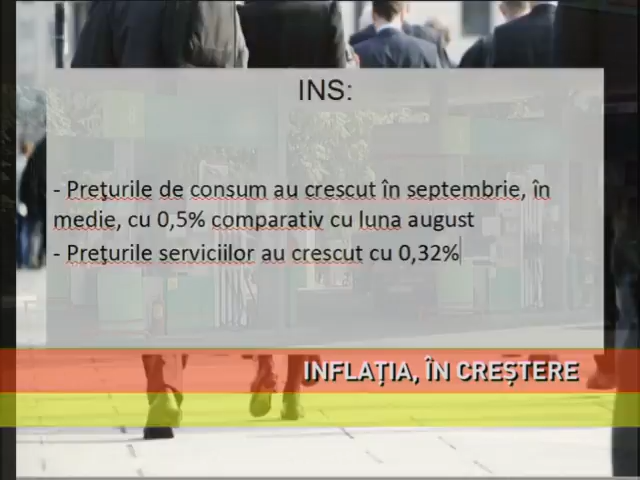 INS:
- Preţurile de consum au crescut în septembrie, în
medie, cu 0,5% comparativ cu luna august
- Preţurile serviciilor au crescut cu 0,32%
INFLAȚIA, ÎN CREȘTERE